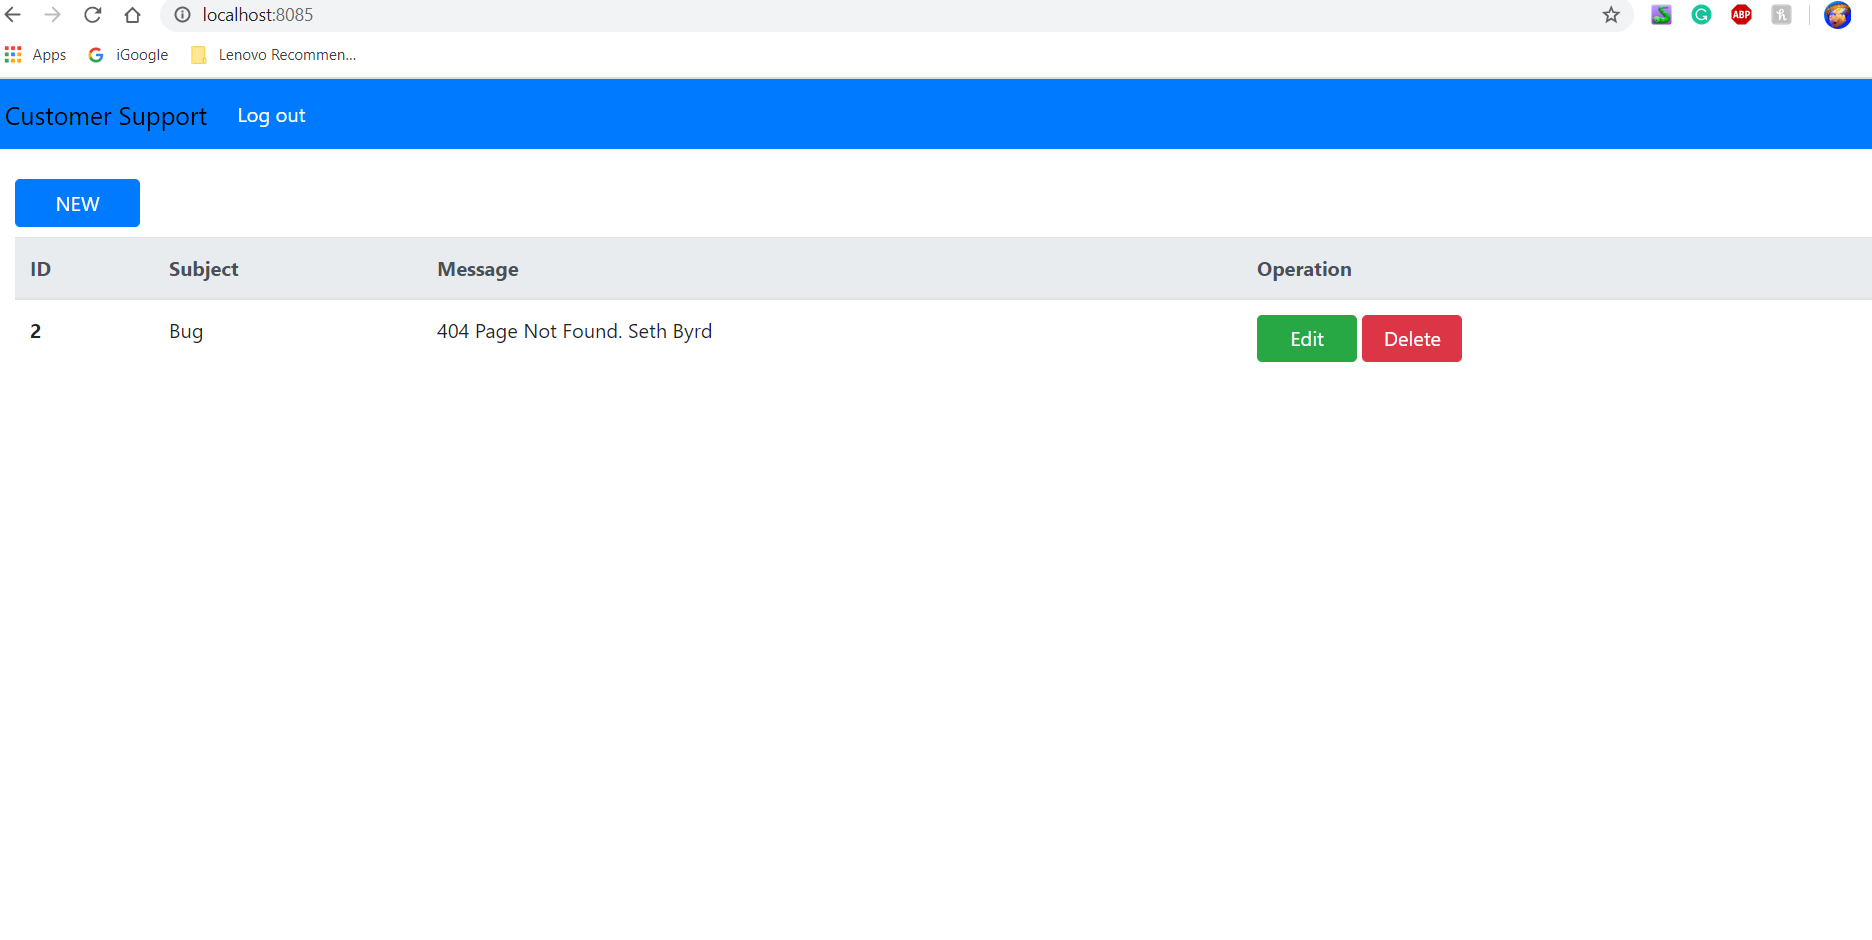 localhost:8085
ABP
Apps iGoogle Lenovo Recommen...
Customer Support Log out
NEW
ID Subject Message Operation
2 Bug 404 Page Not Found. Seth Byrd Edit Delete